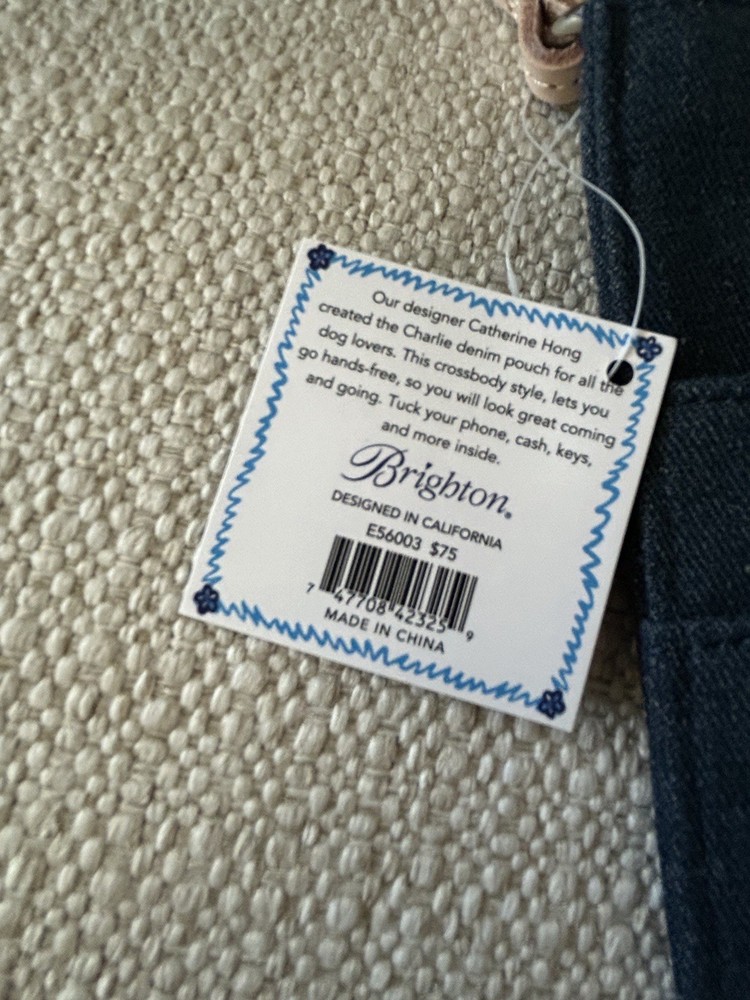 Our designer Catherine Hong
created the Charlie denim pouch for all the
dog lovers. This crossbody style, lets you
go hands-free, so you will look great coming
and going. Tuck your phone, cash, keys,
and more inside.
Brighton®
DESIGNED IN CALIFORNIA
E56003 $75
7 47708 42325 9
MADE IN CHINA